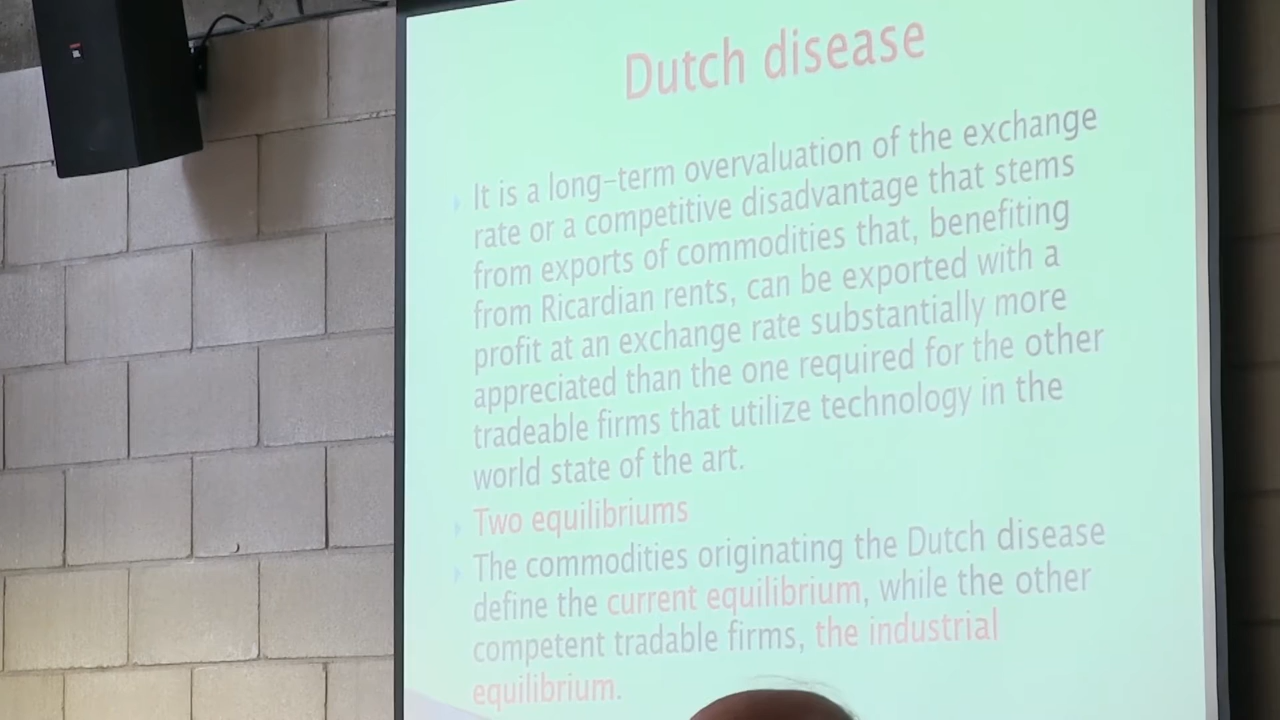 Dutch disease
It is a long-term overvaluation of the exchange
rate or a competitive disadvantage that stems
from exports of commodities that, benefiting
from Ricardian rents, can be exported with a
profit at an exchange rate substantially more
appreciated than the one required for the other
tradeable firms that utilize technology in the
world state of the art.
Two equilibriums
The commodities originating the Dutch disease
define the current equilibrium, while the other
competent tradable firms, the industrial
equilibrium.